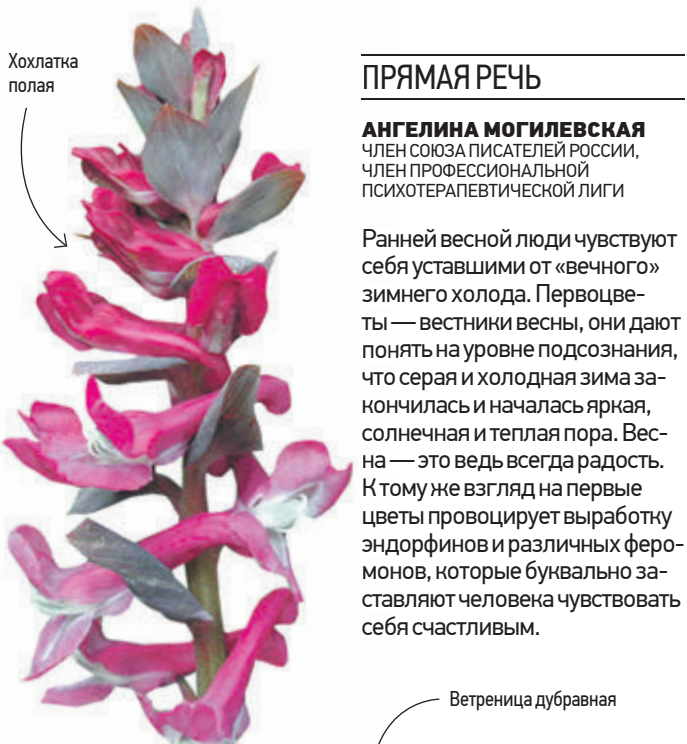 Хохлатка
полая
ПРЯМАЯ РЕЧЬ
АНГЕЛИНА МОГИЛЕВСКАЯ
ЧЛЕН СОЮЗА ПИСАТЕЛЕЙ РОССИИ,
ЧЛЕН ПРОФЕССИОНАЛЬНОЙ
ПСИХОТЕРАПЕВТИЧЕСКОЙ ЛИГИ
Ранней весной люди чувствуют
себя уставшими от «вечного»
зимнего холода. Первоцве-
ты — вестники весны, они дают
понять на уровне подсознания,
что серая и холодная зима за-
кончилась и началась яркая,
солнечная и теплая пора. Вес-
на — это ведь всегда радость.
К тому же взгляд на первые
цветы провоцирует выработку
эндорфинов и различных феро-
монов, которые буквально за-
ставляют человека чувствовать
себя счастливым.
Ветреница дубравная